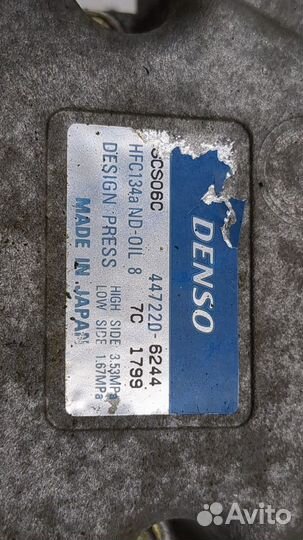 DENSO
SCS06C 447220-6244
HFC134a ND-OIL 8 7C 1799
DESIGN PRESS HIGH SIDE 3.53MPa
LOW SIDE 1.67MPa
MADE IN JAPAN
Avito